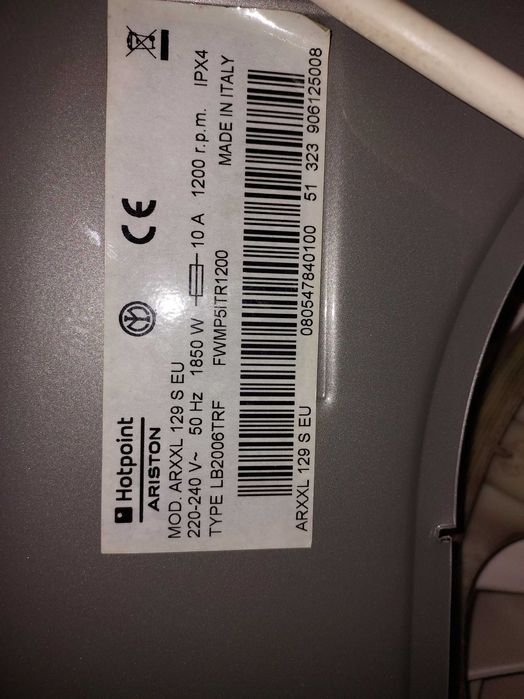 Hotpoint
ARISTON
MOD. ARXXL 129 S EU
220-240 V~ 50 Hz 1850 W 10 A 1200 r.p.m. IPX4
TYPE LB2006TRF FWMP5ITR1200 MADE IN ITALY
ARXXL 129 S EU 080547840100 51 323 906125008
CE